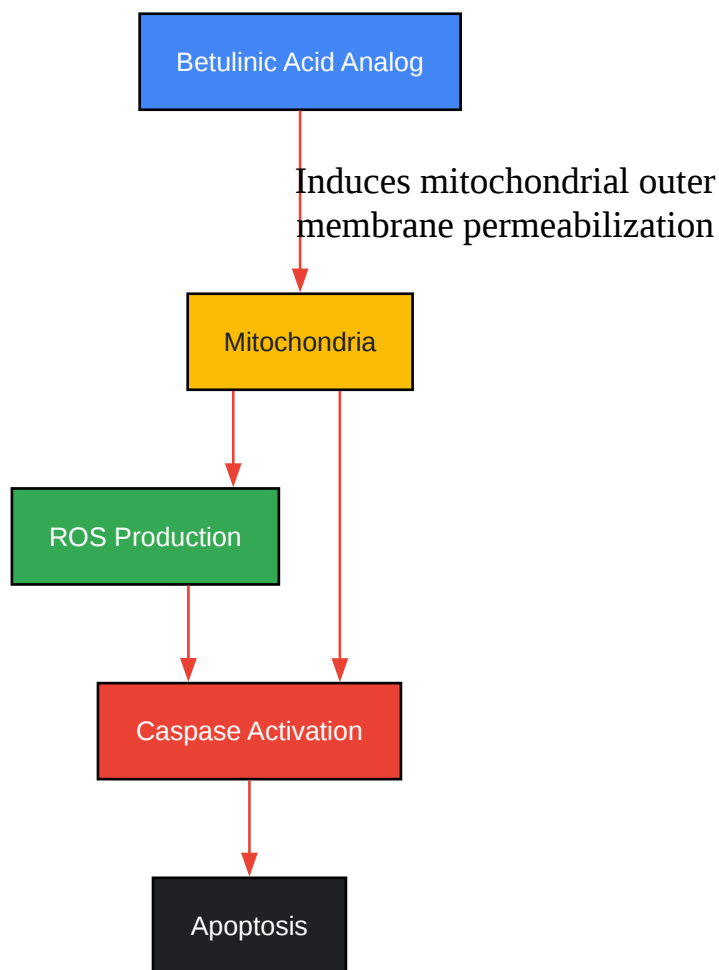 Betulinic Acid Analog
Induces mitochondrial outer
membrane permeabilization
Mitochondria
ROS Production
Caspase Activation
Apoptosis